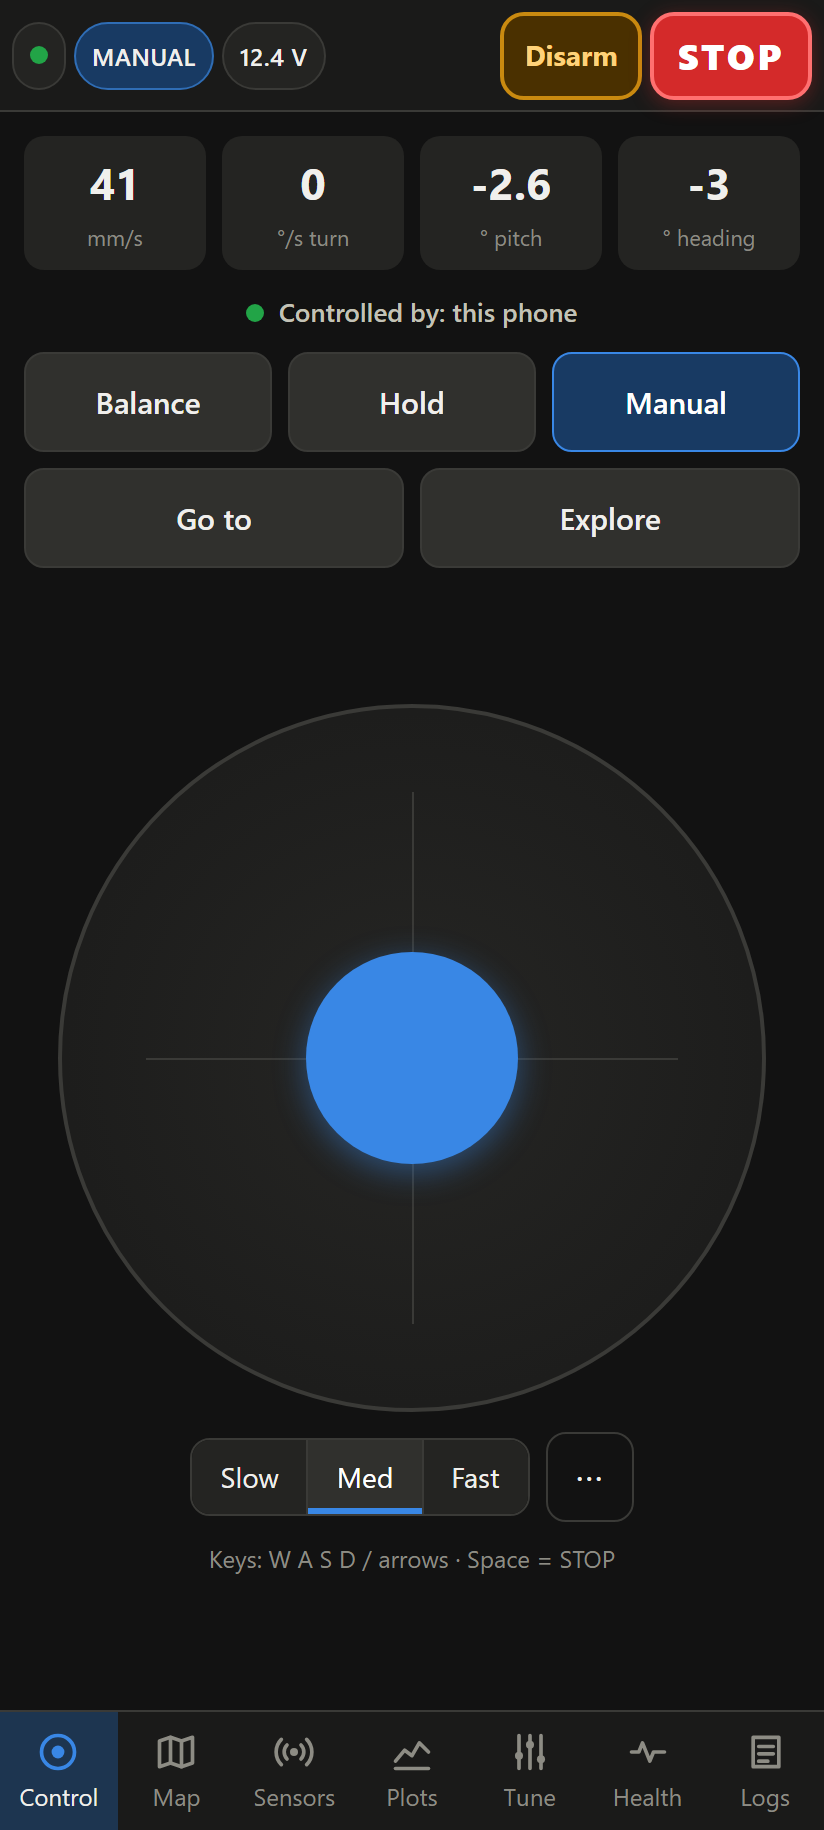 MANUAL 12.4 V Disarm STOP
41 0 -2.6 -3
mm/s °/s turn ° pitch ° heading
Controlled by: this phone
Balance Hold Manual
Go to Explore
Slow Med Fast ...
Keys: W A S D / arrows · Space = STOP
Control Map Sensors Plots Tune Health Logs